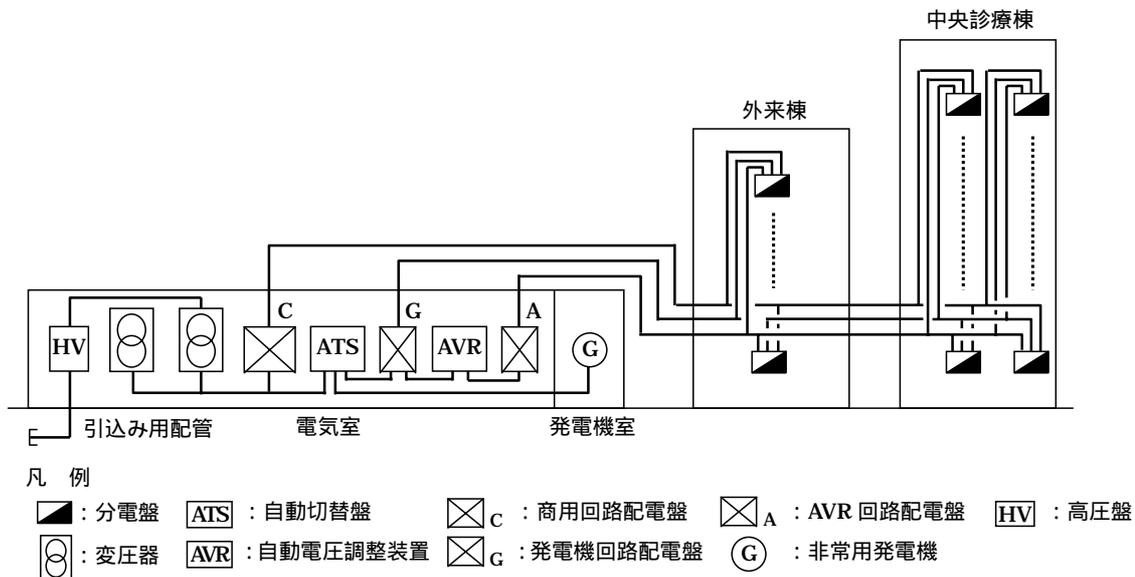 中央診療棟
外来棟
C G A
HV ATS AVR G
引込み用配管 電気室 発電機室
凡 例
：分電盤 ATS ：自動切替盤 C ：商用回路配電盤 A ：AVR 回路配電盤 HV ：高圧盤
：変圧器 AVR ：自動電圧調整装置 G ：発電機回路配電盤 G ：非常用発電機